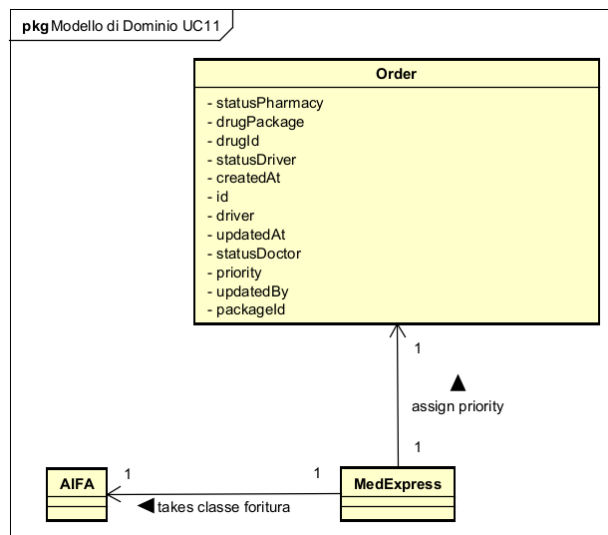 pkg Modello di Dominio UC11
Order
- statusPharmacy
- drugPackage
- drugId
- statusDriver
- createdAt
- id
- driver
- updatedAt
- statusDoctor
- priority
- updatedBy
- packageId
1
assign priority
1
AIFA
1
1
MedExpress
takes classe foritura